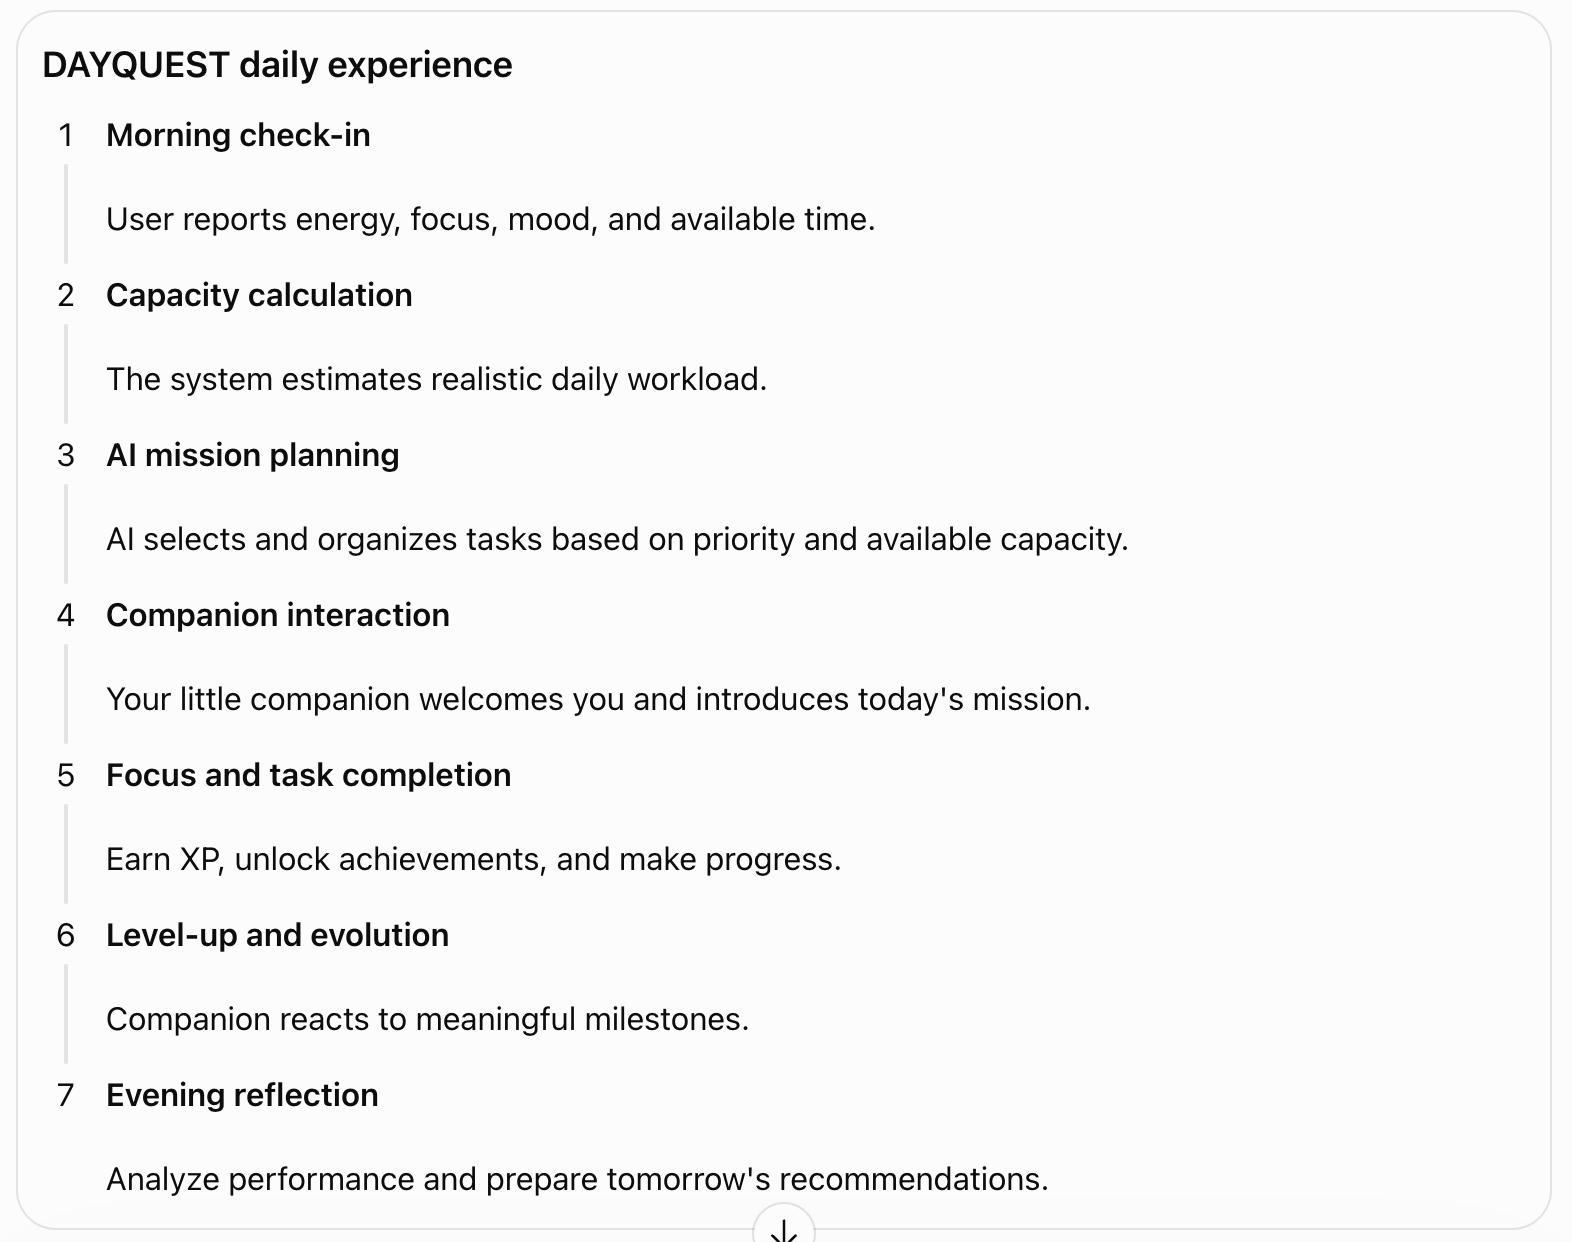 DAYQUEST daily experience
1 Morning check-in
User reports energy, focus, mood, and available time.
2 Capacity calculation
The system estimates realistic daily workload.
3 AI mission planning
AI selects and organizes tasks based on priority and available capacity.
4 Companion interaction
Your little companion welcomes you and introduces today's mission.
5 Focus and task completion
Earn XP, unlock achievements, and make progress.
6 Level-up and evolution
Companion reacts to meaningful milestones.
7 Evening reflection
Analyze performance and prepare tomorrow's recommendations.